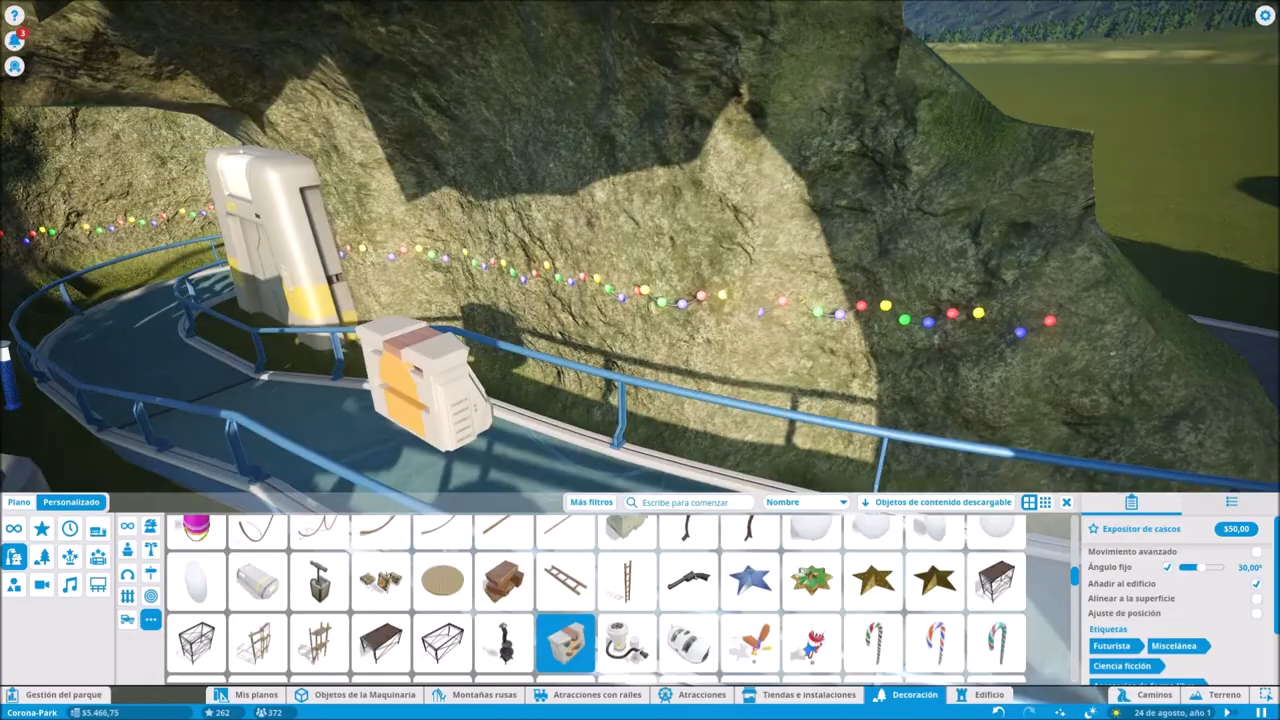 ?
3
Plano
Personalizado
Más filtros
Escribe para comenzar
Nombre
Objetos de contenido descargable
Expositor de cascos
$50,00
Movimiento avanzado
Ángulo fijo
30,00°
Añadir al edificio
Alinear a la superficie
Ajuste de posición
Etiquetas
Futurista
Miscelánea
Ciencia ficción
Gestión del parque
Mis planos
Objetos de la Maquinaria
Montañas rusas
Atracciones con raíles
Atracciones
Tiendas e instalaciones
Decoración
Edificio
Caminos
Terreno
Corona-Park
$5.466,75
262
372
24 de agosto, año 1